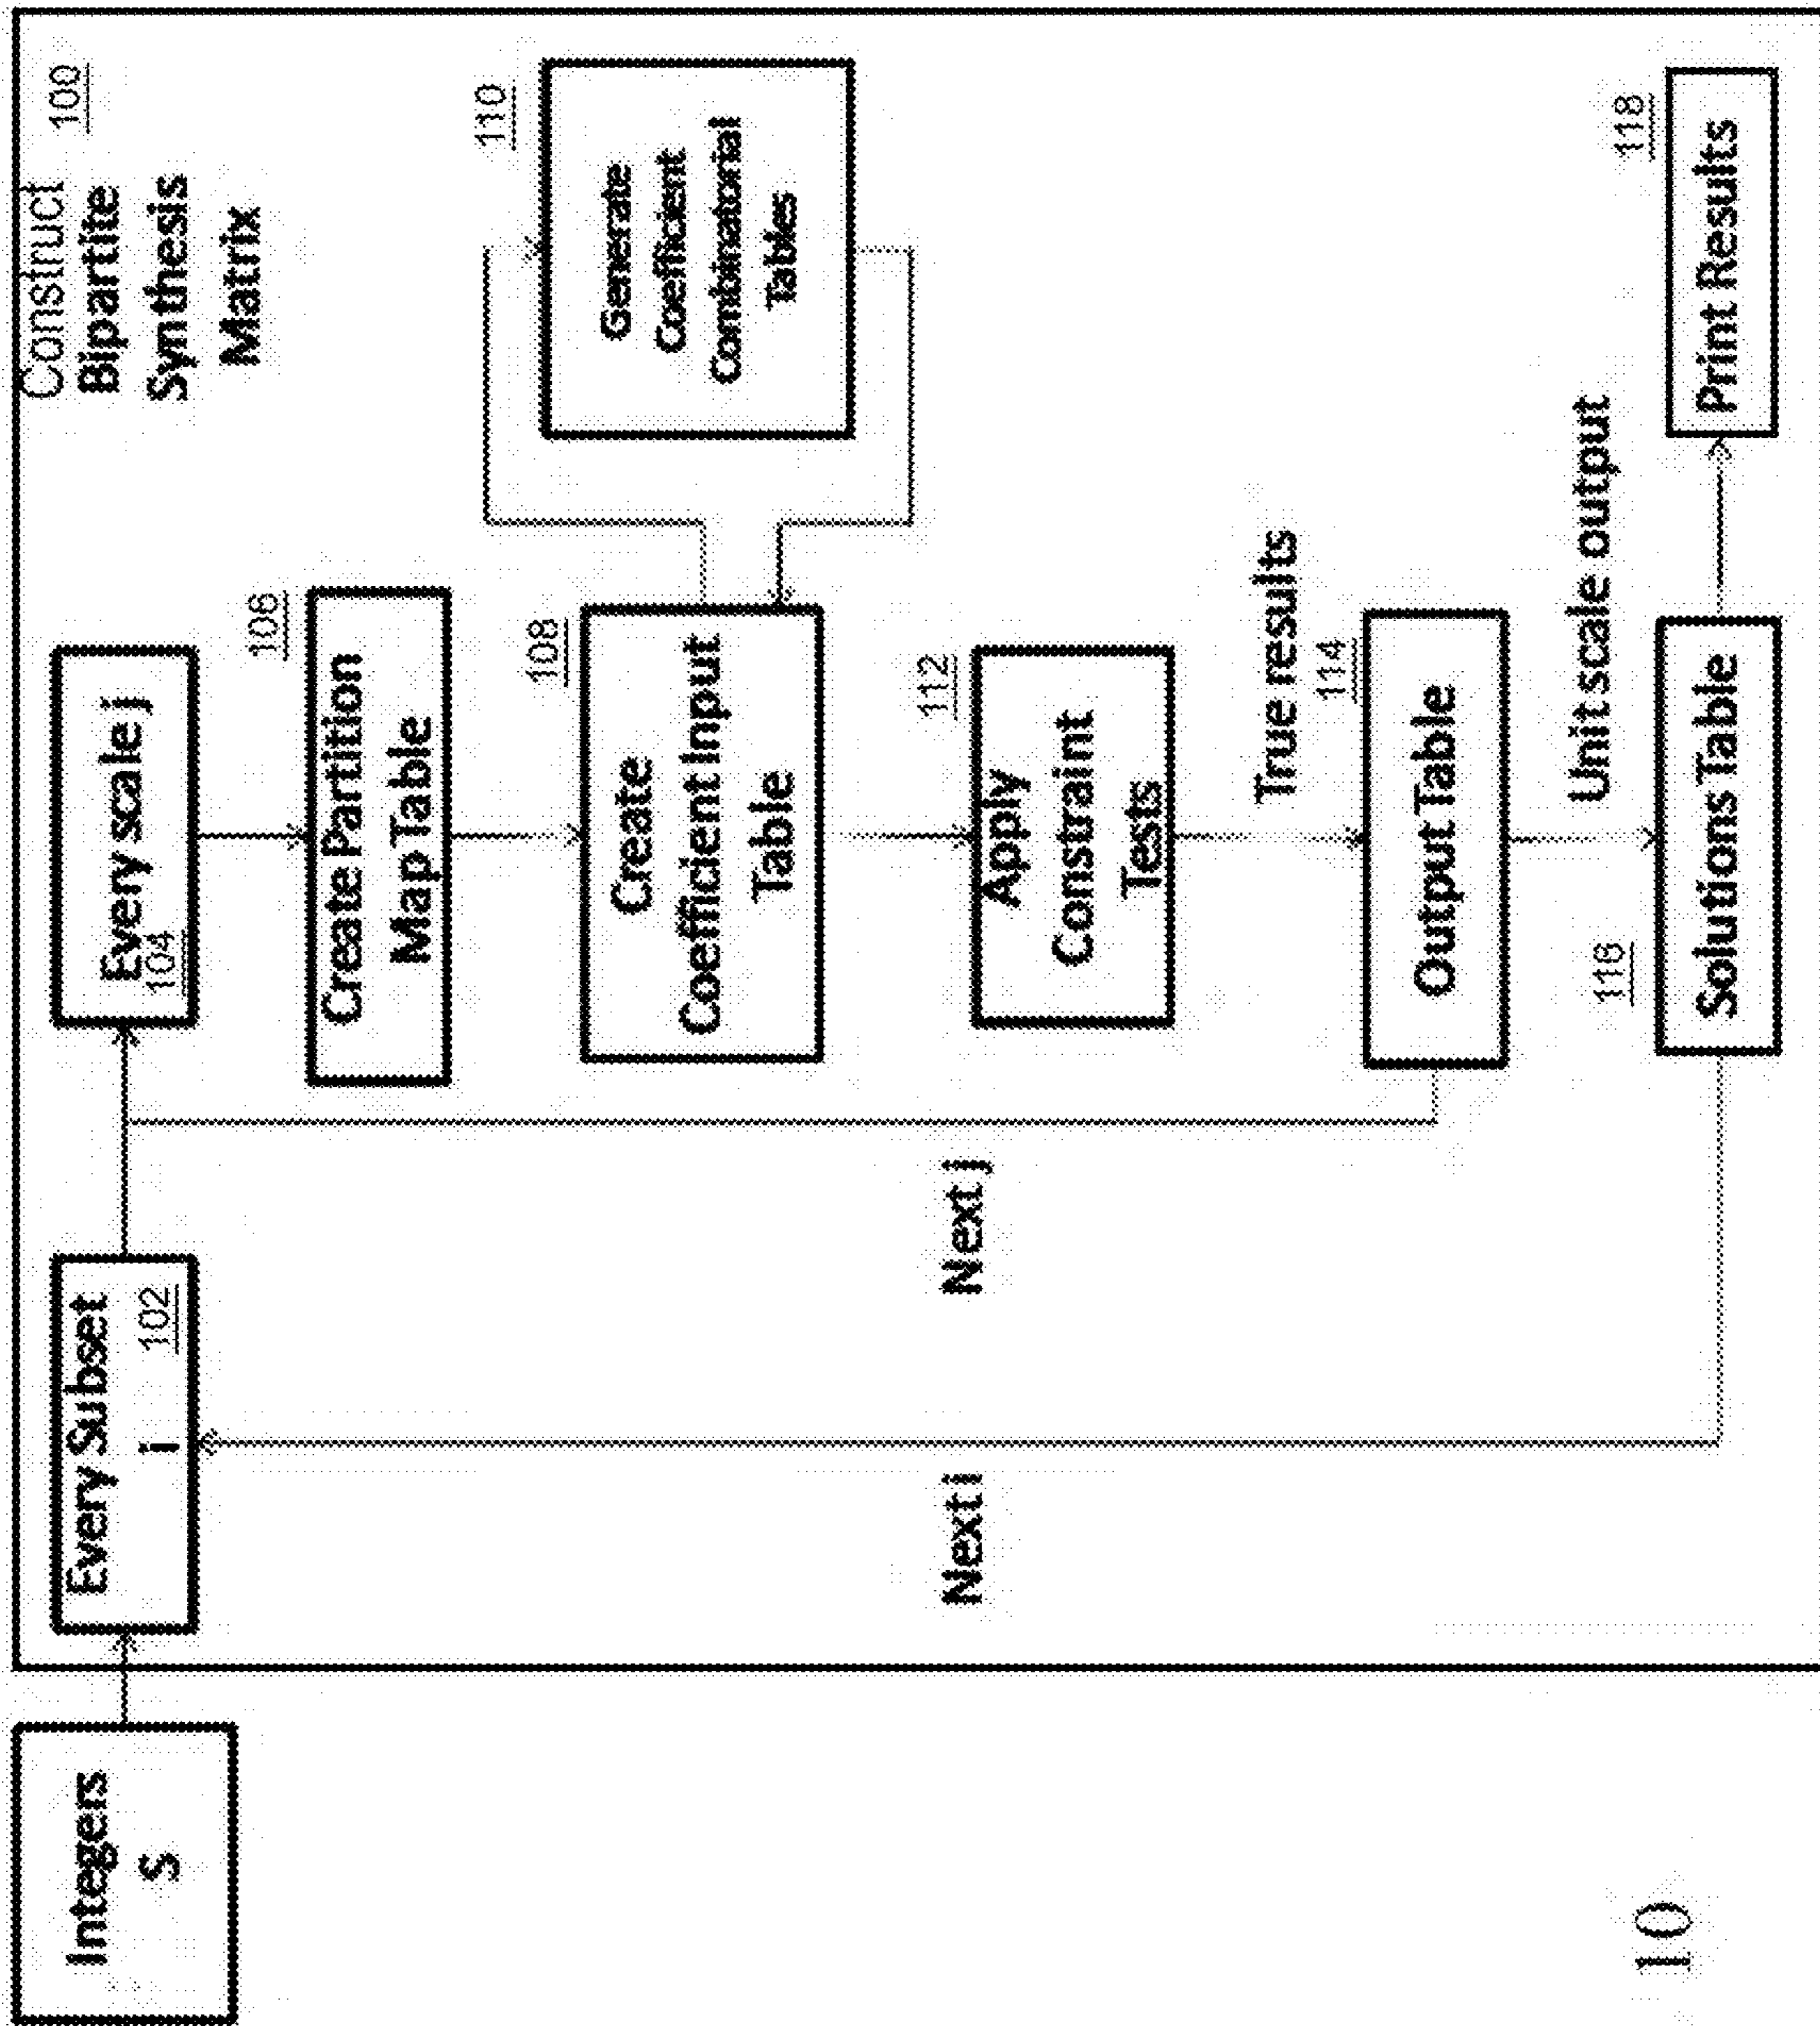 Integers
S
Construct
Bipartite
Synthesis
Matrix
100
Every Subset
i
102
Every scale j
104
106
Create Partition
Map Table
108
Create
Coefficient Input
Table
110
Generate
Coefficient
Combinatorial
Tables
112
Apply
Constraint
Tests
True results
114
Output Table
Next j
Unit scale output
116
Solutions Table
Next i
118
Print Results
10